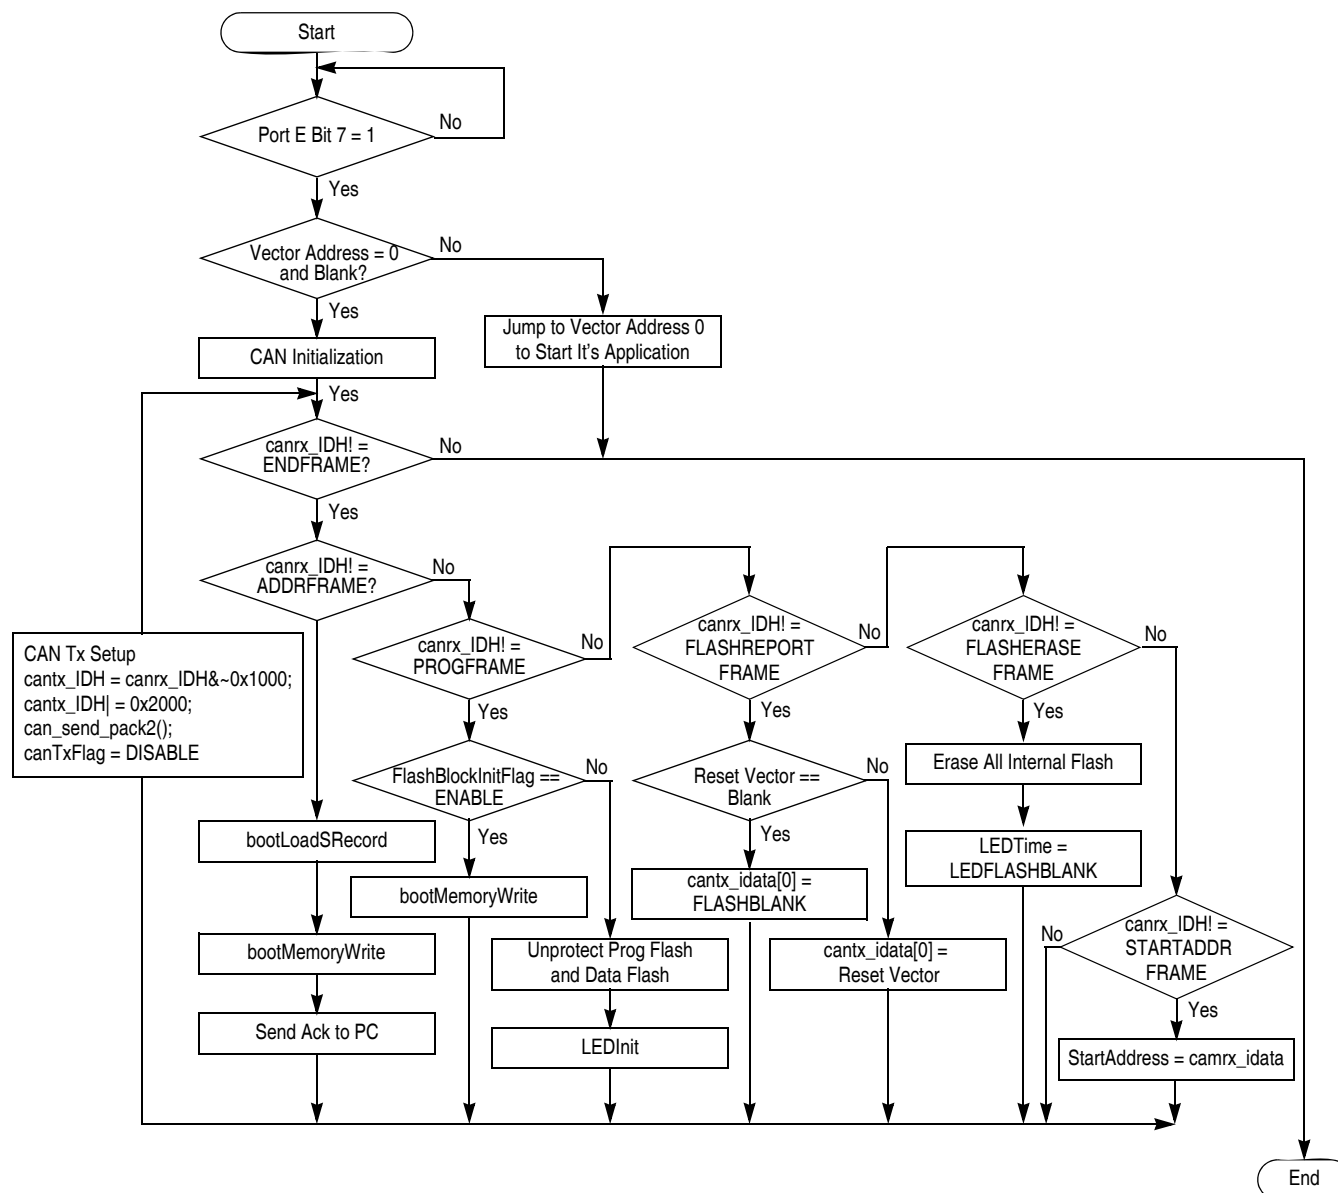 Start
Port E Bit 7 = 1
No
Yes
Vector Address = 0
and Blank?
No
Yes
Jump to Vector Address 0
to Start It's Application
CAN Initialization
Yes
canrx_IDH! =
ENDFRAME?
No
Yes
canrx_IDH! =
ADDRFRAME?
No
canrx_IDH! =
PROGFRAME
No
Yes
canrx_IDH! =
FLASHREPORT
FRAME
No
Yes
canrx_IDH! =
FLASHERASE
FRAME
No
Yes
CAN Tx Setup
cantx_IDH = canrx_IDH&~0x1000;
cantx_IDH| = 0x2000;
can_send_pack2();
canTxFlag = DISABLE
FlashBlockInitFlag ==
ENABLE
No
Yes
Reset Vector ==
Blank
No
Yes
Erase All Internal Flash
bootLoadSRecord
LEDTime =
LEDFLASHBLANK
bootMemoryWrite
cantx_idata[0] =
FLASHBLANK
bootMemoryWrite
Unprotect Prog Flash
and Data Flash
cantx_idata[0] =
Reset Vector
canrx_IDH! =
STARTADDR
FRAME
No
Yes
Send Ack to PC
LEDInit
StartAddress = camrx_idata
End